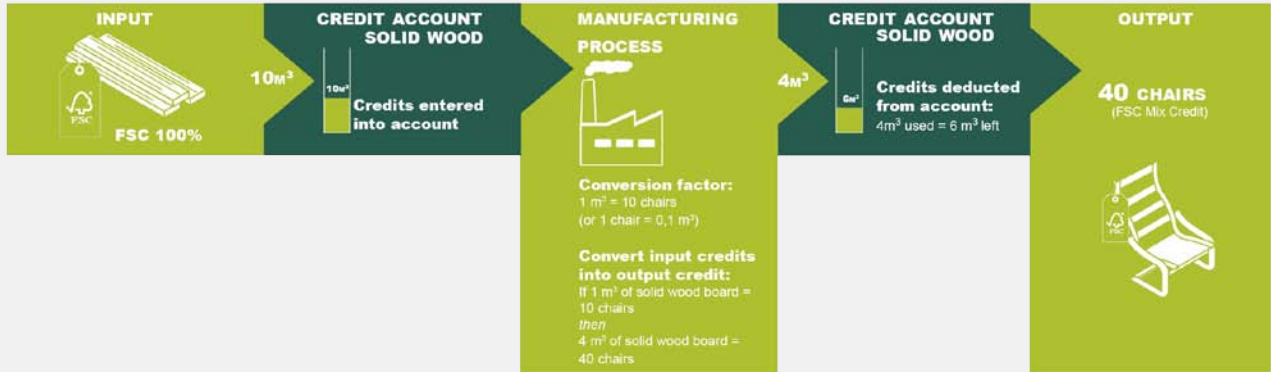 INPUT
FSC
FSC 100%
10M³
CREDIT ACCOUNT
SOLID WOOD
10M³
Credits entered
into account
MANUFACTURING
PROCESS
Conversion factor:
1 m³ = 10 chairs
(or 1 chair = 0,1 m³)
Convert input credits
into output credit:
If 1 m³ of solid wood board =
10 chairs
then
4 m³ of solid wood board =
40 chairs
4M³
CREDIT ACCOUNT
SOLID WOOD
6M³
Credits deducted
from account:
4m³ used = 6 m³ left
OUTPUT
40 CHAIRS
(FSC Mix Credit)
FSC